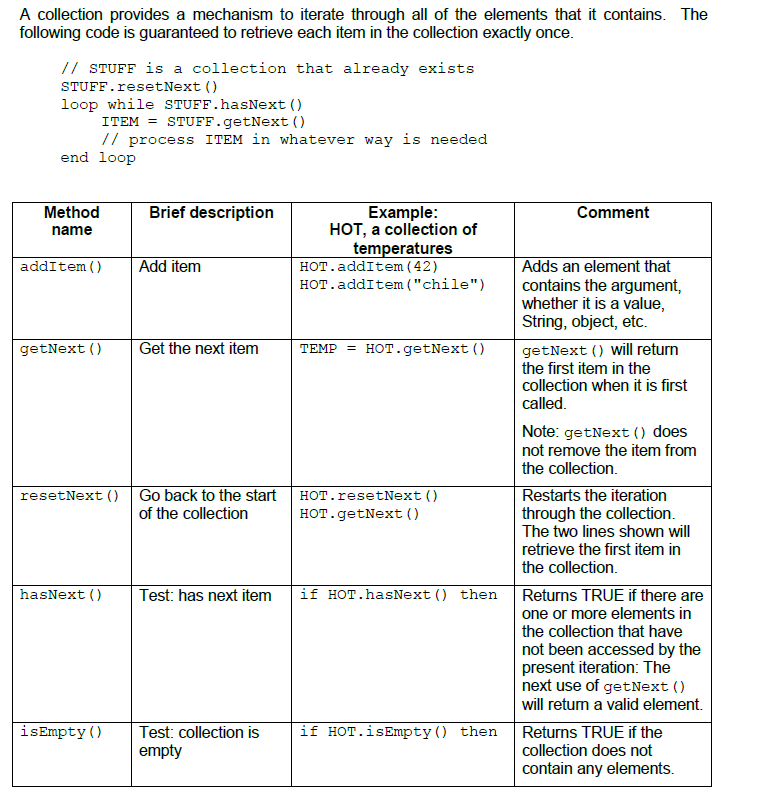 A collection provides a mechanism to iterate through all of the elements that it contains. The
following code is guaranteed to retrieve each item in the collection exactly once.
// STUFF is a collection that already exists
STUFF.resetNext()
loop while STUFF.hasNext()
ITEM = STUFF.getNext()
// process ITEM in whatever way is needed
end loop
Method
name
Brief description
Example:
HOT, a collection of
temperatures
Comment
addItem()
Add item
HOT.addItem(42)
HOT.addItem("chile")
Adds an element that
contains the argument,
whether it is a value,
String, object, etc.
getNext()
Get the next item
TEMP = HOT.getNext()
getNext() will return
the first item in the
collection when it is first
called.
Note: getNext() does
not remove the item from
the collection.
resetNext()
Go back to the start
of the collection
HOT.resetNext()
HOT.getNext()
Restarts the iteration
through the collection.
The two lines shown will
retrieve the first item in
the collection.
hasNext()
Test: has next item
if HOT.hasNext() then
Returns TRUE if there are
one or more elements in
the collection that have
not been accessed by the
present iteration: The
next use of getNext()
will return a valid element.
isEmpty()
Test: collection is
empty
if HOT.isEmpty() then
Returns TRUE if the
collection does not
contain any elements.